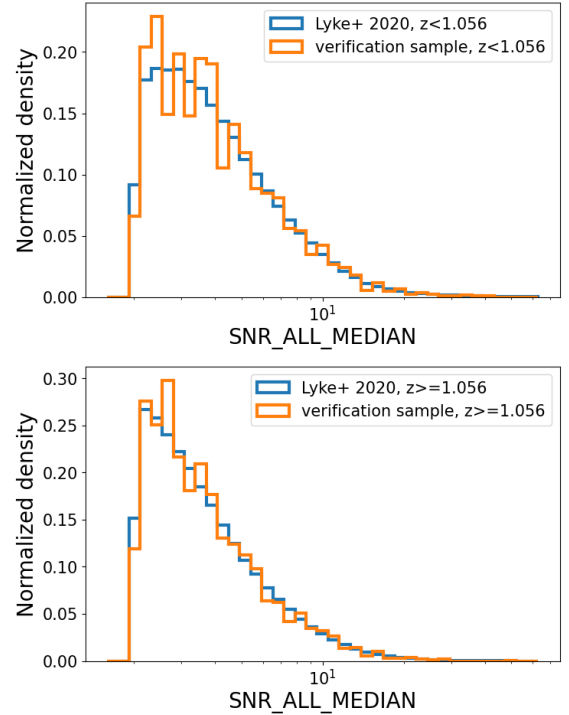 Normalized density
0.20
0.15
0.10
0.05
0.00
Lyke+ 2020, z<1.056
verification sample, z<1.056
10¹
SNR_ALL_MEDIAN
Normalized density
0.30
0.25
0.20
0.15
0.10
0.05
0.00
Lyke+ 2020, z>=1.056
verification sample, z>=1.056
10¹
SNR_ALL_MEDIAN